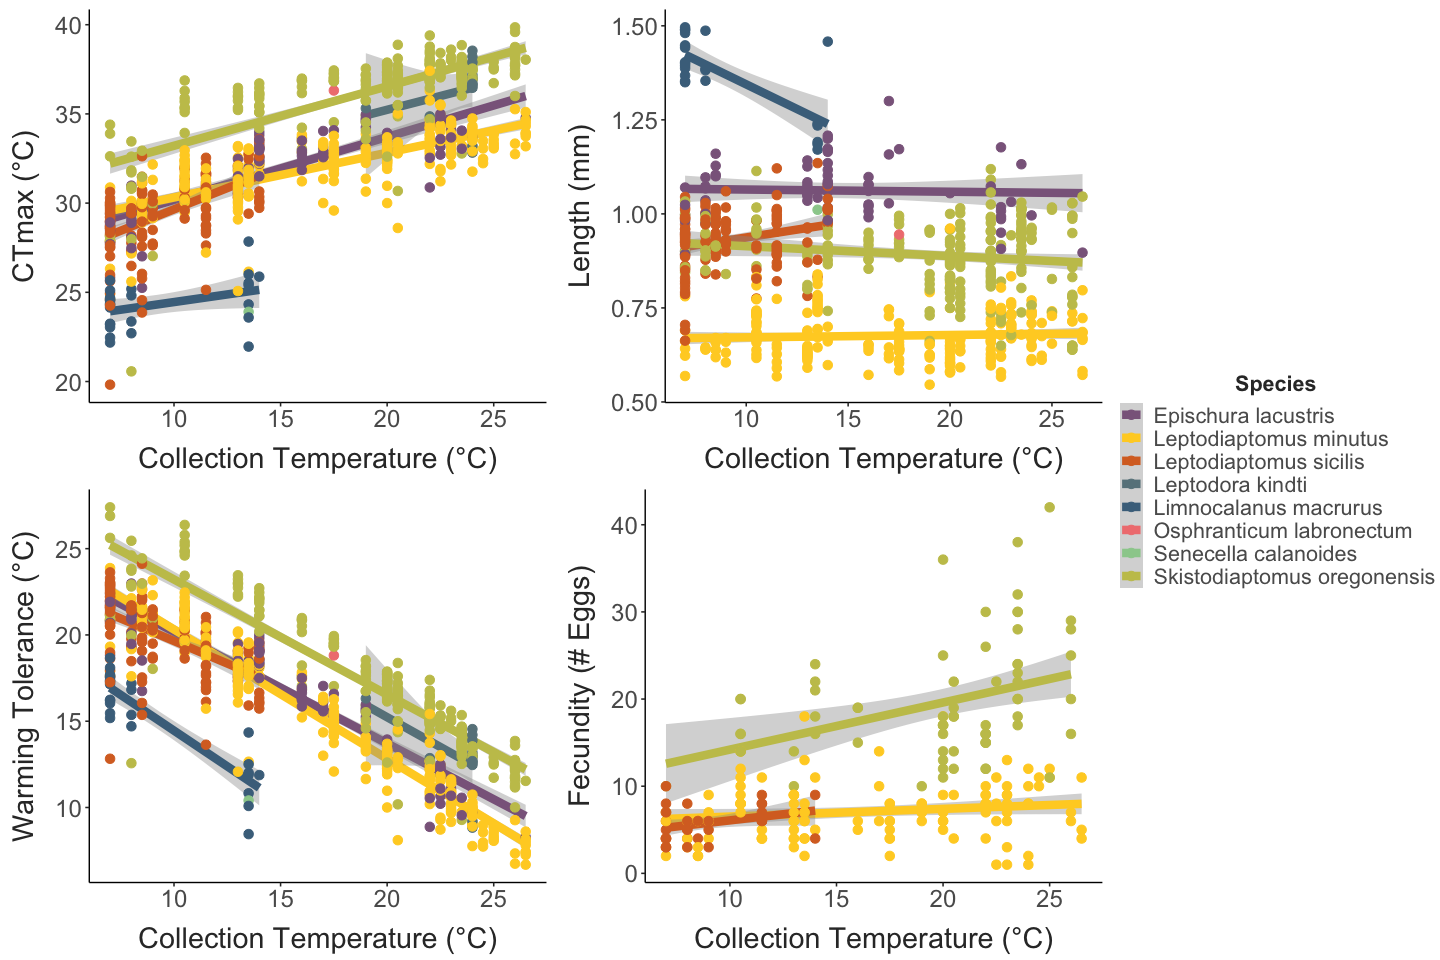 40
35
30
25
20
CTmax (°C)
10 15 20 25
Collection Temperature (°C)
1.50
1.25
1.00
0.75
0.50
Length (mm)
10 15 20 25
Collection Temperature (°C)
Species
Epischura lacustris
Leptodiaptomus minutus
Leptodiaptomus sicilis
Leptodora kindti
Limnocalanus macrurus
Osphranticum labronectum
Senecella calanoides
Skistodiaptomus oregonensis
25
20
15
10
Warming Tolerance (°C)
10 15 20 25
Collection Temperature (°C)
40
30
20
10
0
Fecundity (# Eggs)
10 15 20 25
Collection Temperature (°C)